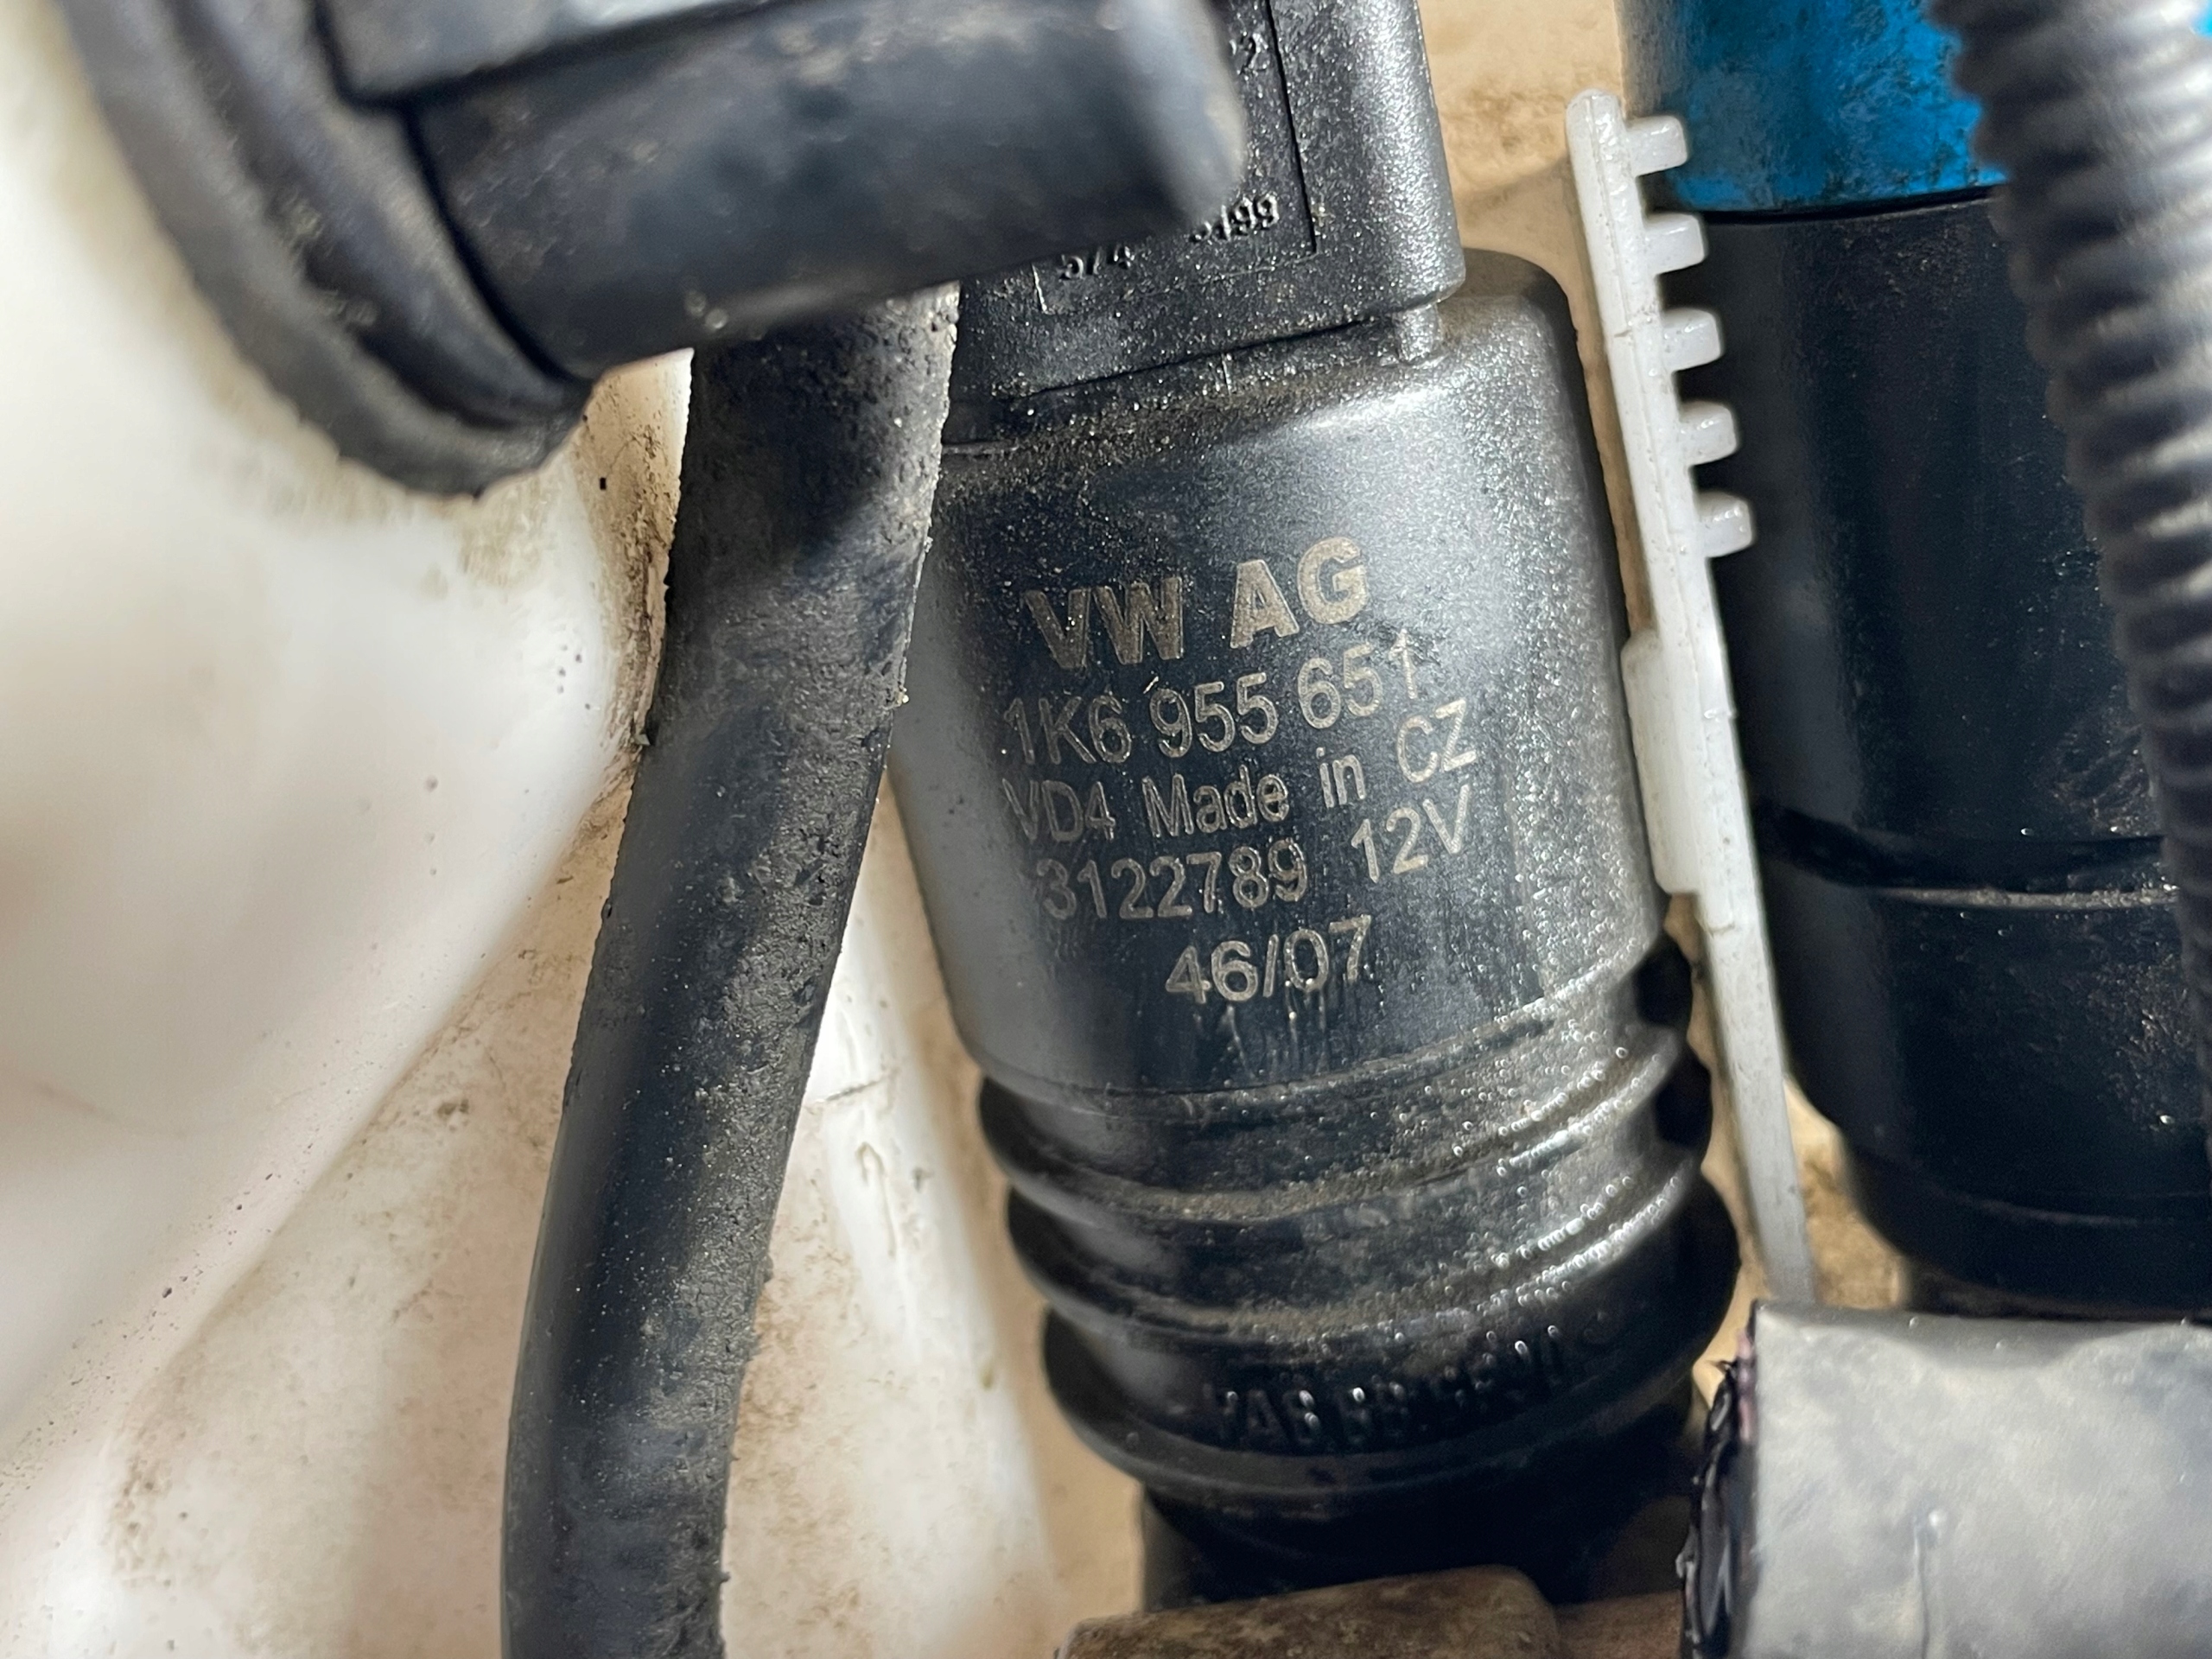 VW AG
1K6 955 651
VD4 Made in CZ
3122789 12V
46/07